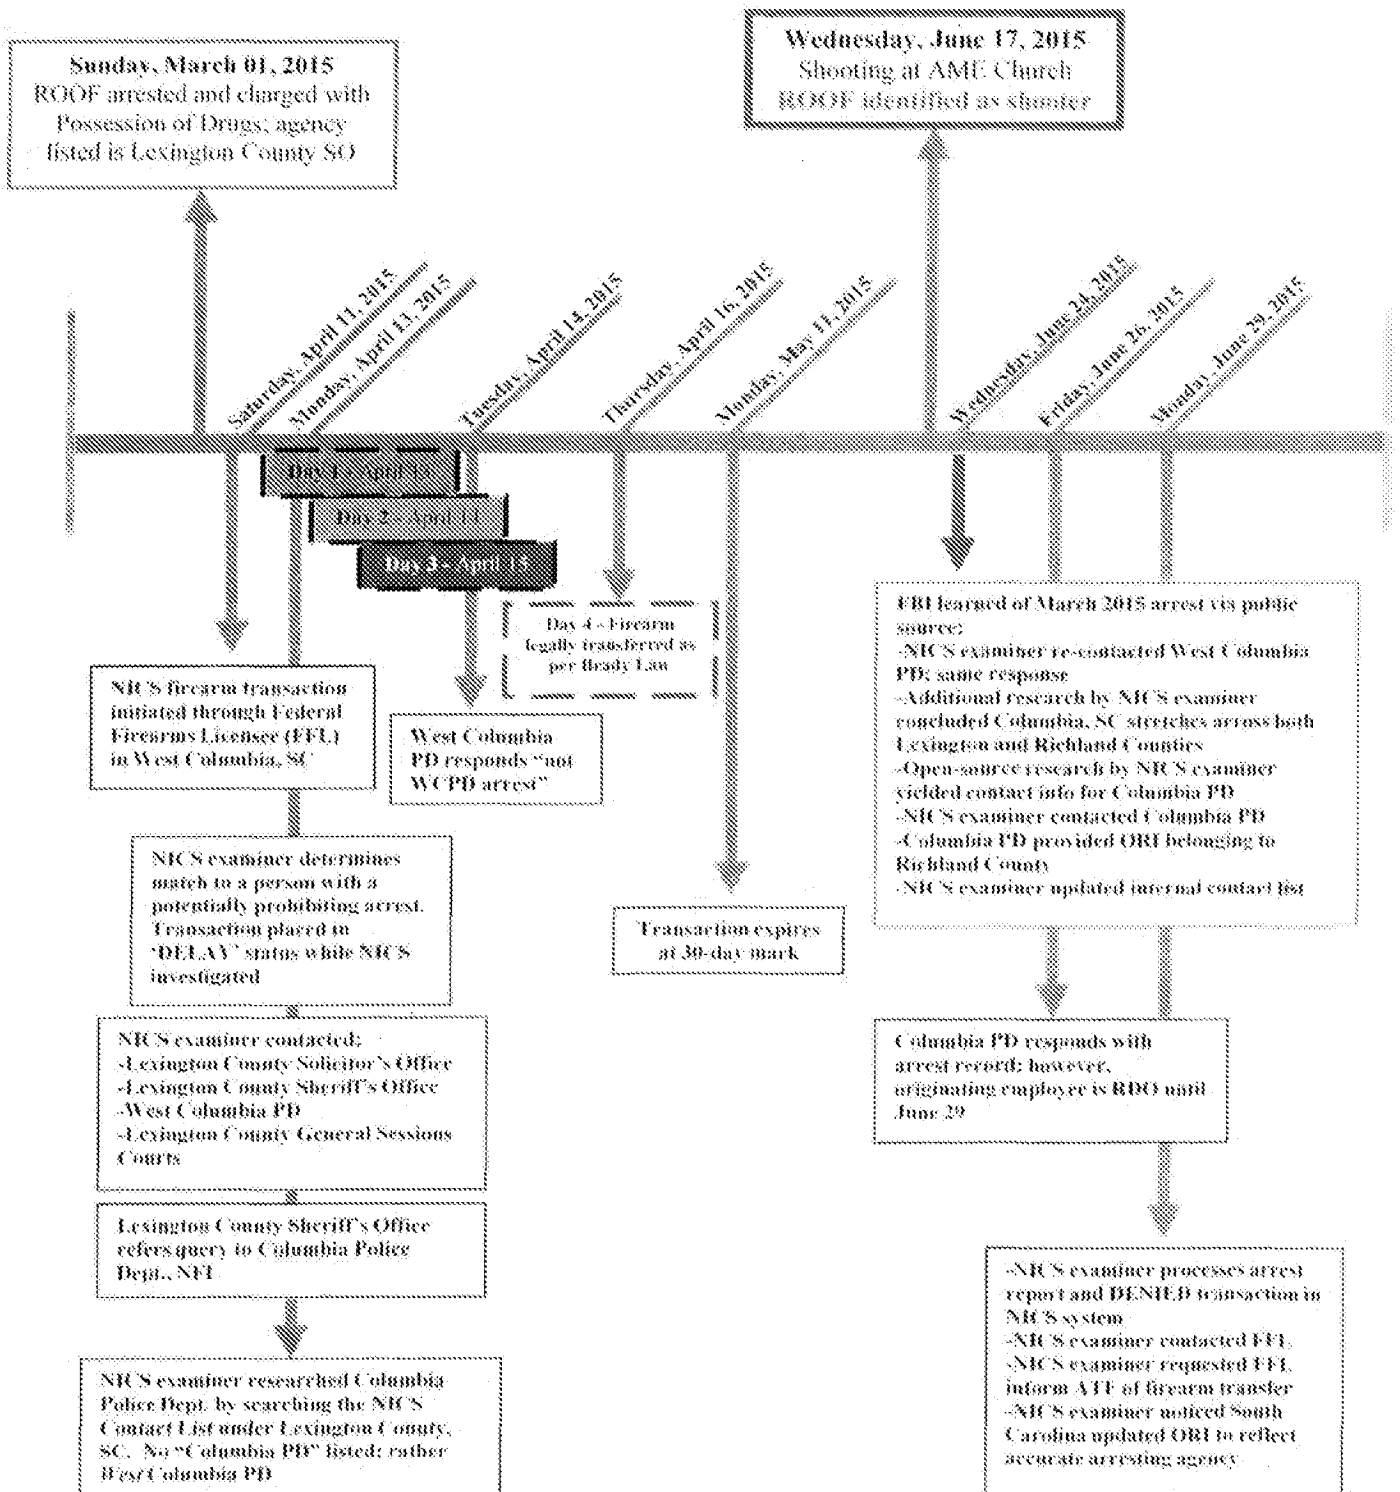 Sunday, March 01, 2015
ROOF arrested and charged with
Possession of Drugs; agency
listed is Lexington County SO
Wednesday, June 17, 2015
Shooting at AME Church
ROOF identified as shooter
Saturday, April 11, 2015
Monday, April 13, 2015
Tuesday, April 14, 2015
Thursday, April 16, 2015
Monday, May 11, 2015
Wednesday, June 24, 2015
Friday, June 26, 2015
Monday, June 29, 2015
Day 1 - April 13
Day 2 - April 14
Day 3 - April 15
NICS firearm transaction
initiated through Federal
Firearms Licensee (FFL)
in West Columbia, SC
West Columbia
PD responds “not
WCPD arrest”
Day 4 - Firearm
legally transferred as
per Brady Law
NICS examiner determines
match to a person with a
potentially prohibiting arrest.
Transaction placed in
‘DELAY’ status while NICS
investigated
NICS examiner contacted:
-Lexington County Solicitor’s Office
-Lexington County Sheriff’s Office
-West Columbia PD
-Lexington County General Sessions
Courts
Lexington County Sheriff’s Office
refers query to Columbia Police
Dept., NFI
NICS examiner researched Columbia
Police Dept. by searching the NICS
Contact List under Lexington County,
SC. No “Columbia PD” listed; rather
West Columbia PD
Transaction expires
at 30-day mark
FBI learned of March 2015 arrest via public
source:
-NICS examiner re-contacted West Columbia
PD; same response
-Additional research by NICS examiner
concluded Columbia, SC stretches across both
Lexington and Richland Counties
-Open-source research by NICS examiner
yielded contact info for Columbia PD
-NICS examiner contacted Columbia PD
-Columbia PD provided ORI belonging to
Richland County
-NICS examiner updated internal contact list
Columbia PD responds with
arrest record; however,
originating employee is RDO until
June 29
-NICS examiner processes arrest
report and DENIED transaction in
NICS system
-NICS examiner contacted FFL
-NICS examiner requested FFL
inform ATF of firearm transfer
-NICS examiner noticed South
Carolina updated ORI to reflect
accurate arresting agency